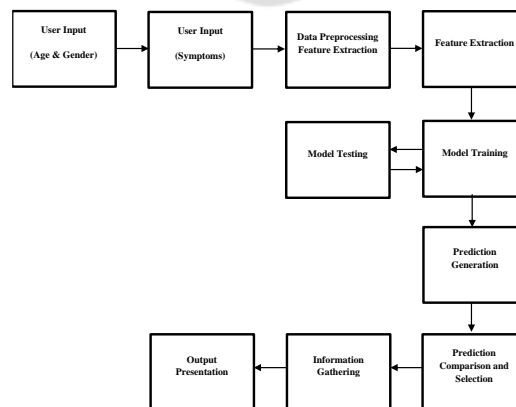 User Input
(Age & Gender)
User Input
(Symptoms)
Data Preprocessing
Feature Extraction
Feature Extraction
Model Testing
Model Training
Prediction
Generation
Output
Presentation
Information
Gathering
Prediction
Comparison and
Selection